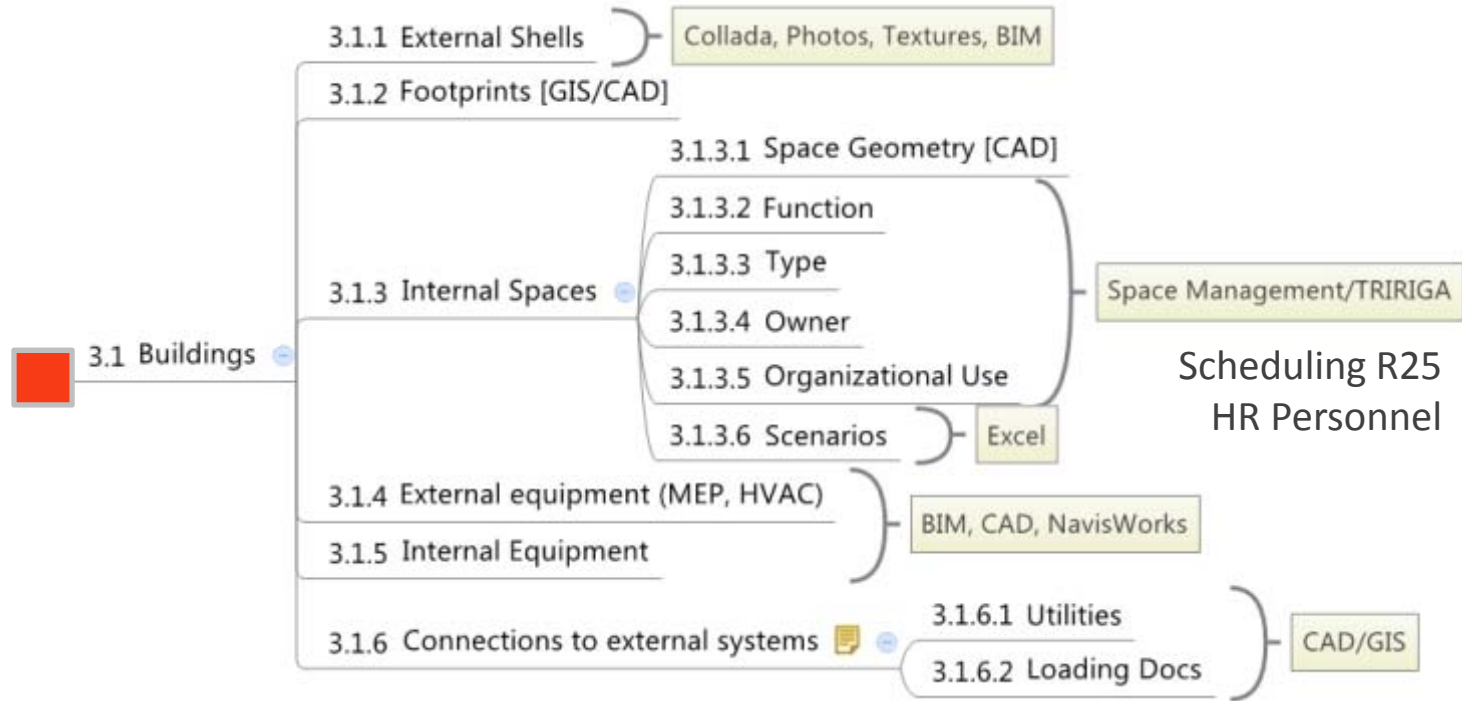 3.1 Buildings
3.1.1 External Shells
Collada, Photos, Textures, BIM
3.1.2 Footprints [GIS/CAD]
3.1.3 Internal Spaces
3.1.3.1 Space Geometry [CAD]
3.1.3.2 Function
3.1.3.3 Type
3.1.3.4 Owner
3.1.3.5 Organizational Use
Space Management/TRIRIGA
Scheduling R25
HR Personnel
3.1.3.6 Scenarios
Excel
3.1.4 External equipment (MEP, HVAC)
3.1.5 Internal Equipment
BIM, CAD, NavisWorks
3.1.6 Connections to external systems
3.1.6.1 Utilities
3.1.6.2 Loading Docs
CAD/GIS